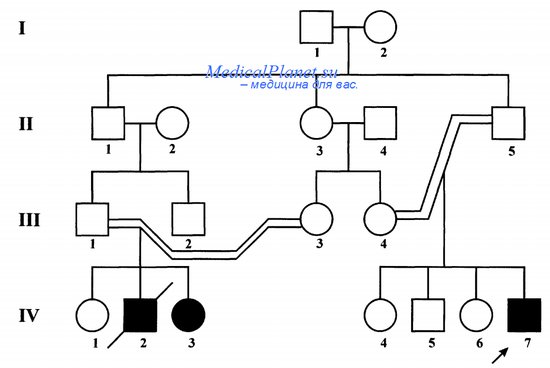 I
1 2
MedicalPlanet.su
– медицина для вас.
II
1 2 3 4 5
III
1 2 3 4
IV
1 2 3 4 5 6 7